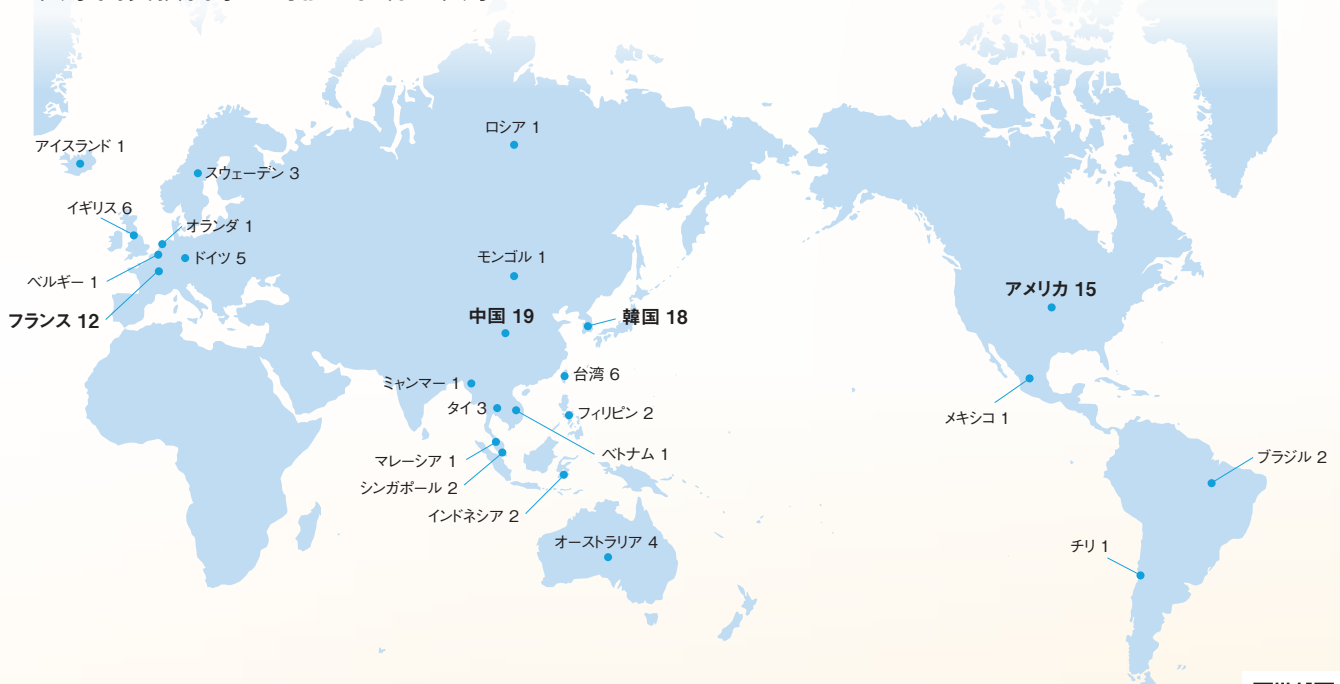 ロシア 1
アイスランド 1
スウェーデン 3
イギリス 6
オランダ 1
ドイツ 5
モンゴル 1
ベルギー 1
アメリカ 15
フランス 12
中国 19
韓国 18
ミャンマー 1
台湾 6
タイ 3
フィリピン 2
メキシコ 1
マレーシア 1
ベトナム 1
ブラジル 2
シンガポール 2
インドネシア 2
オーストラリア 4
チリ 1